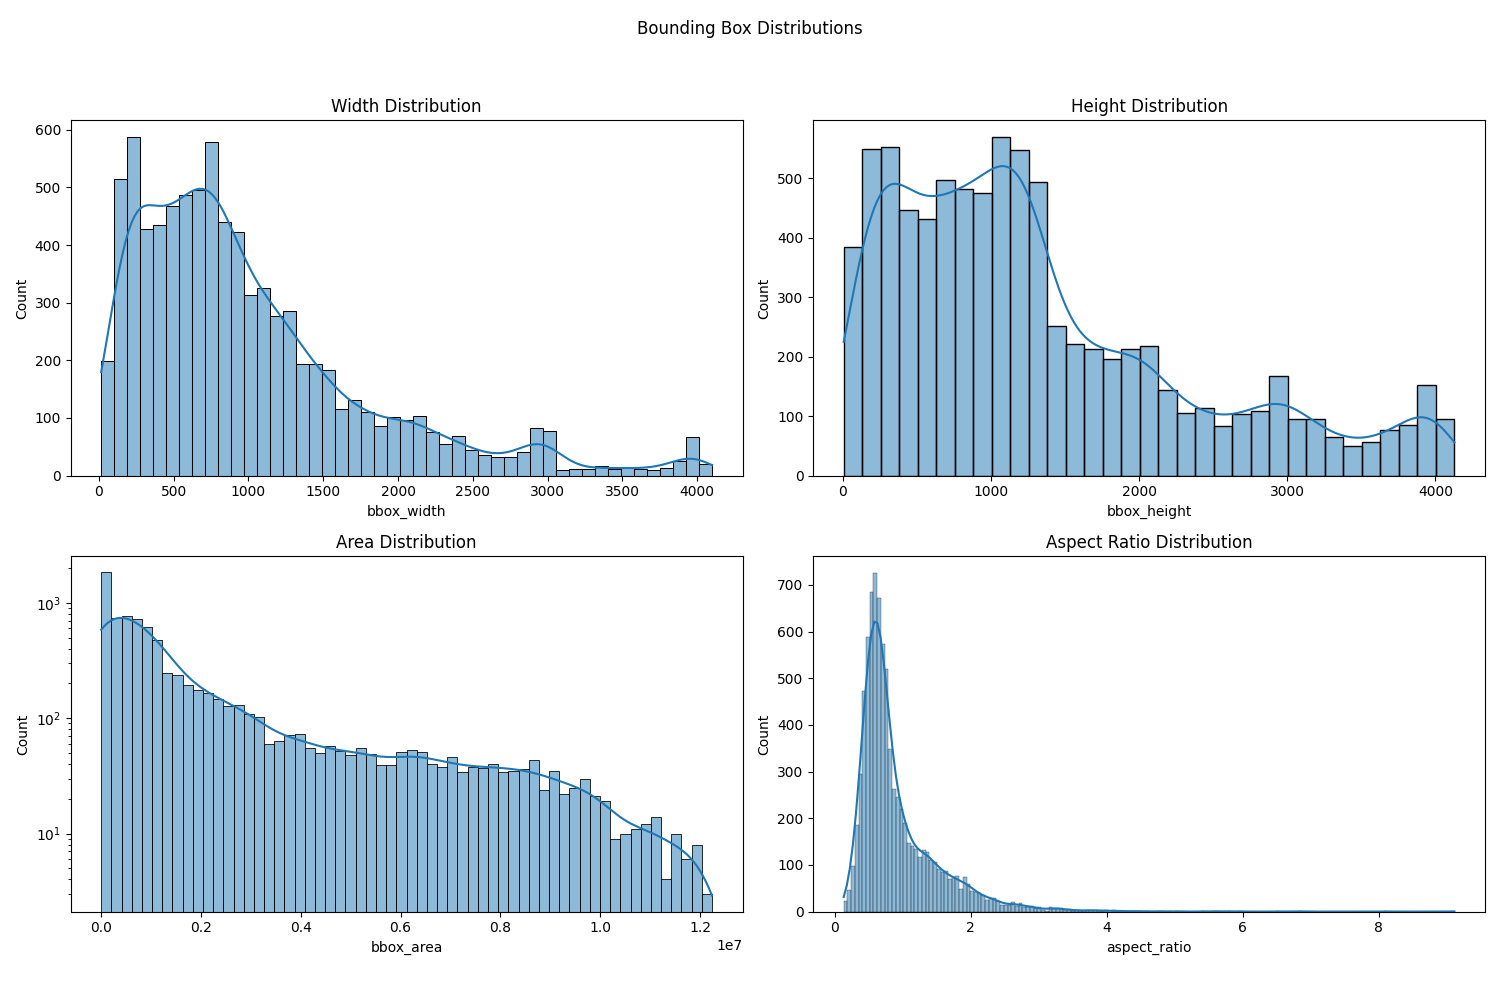 Bounding Box Distributions
Width Distribution
Count
600
500
400
300
200
100
0
0 500 1000 1500 2000 2500 3000 3500 4000
bbox_width
Height Distribution
Count
500
400
300
200
100
0
0 1000 2000 3000 4000
bbox_height
Area Distribution
Count
10³
10²
10¹
0.0 0.2 0.4 0.6 0.8 1.0 1.2
1e7
bbox_area
Aspect Ratio Distribution
Count
700
600
500
400
300
200
100
0
0 2 4 6 8
aspect_ratio